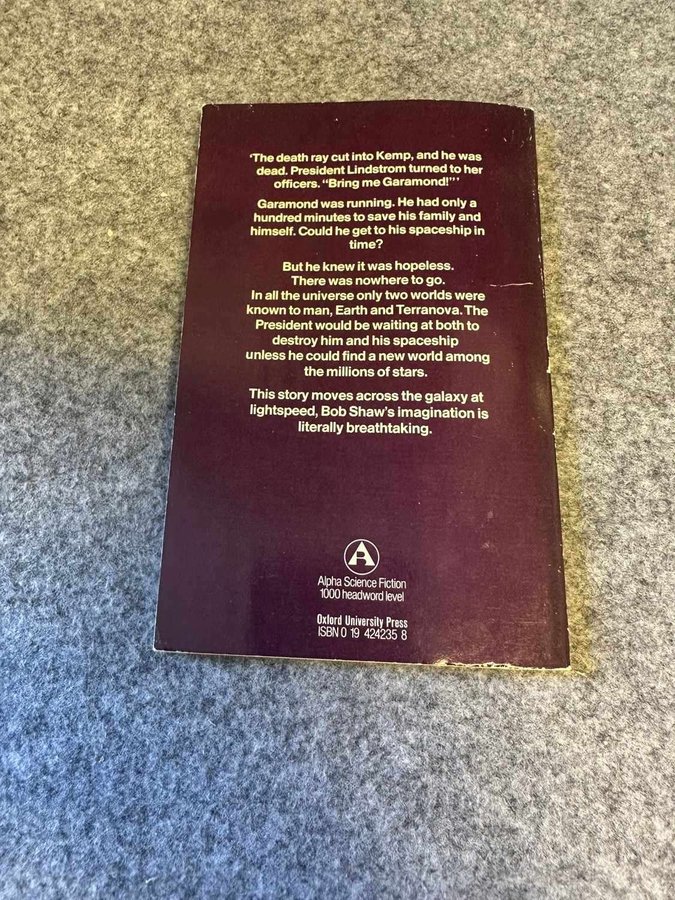 'The death ray cut into Kemp, and he was
dead. President Lindstrom turned to her
officers. "Bring me Garamond!" '
Garamond was running. He had only a
hundred minutes to save his family and
himself. Could he get to his spaceship in
time?
But he knew it was hopeless.
There was nowhere to go.
In all the universe only two worlds were
known to man, Earth and Terranova. The
President would be waiting at both to
destroy him and his spaceship
unless he could find a new world among
the millions of stars.
This story moves across the galaxy at
lightspeed, Bob Shaw's imagination is
literally breathtaking.
A
Alpha Science Fiction
1000 headword level
Oxford University Press
ISBN 0 19 424235 8